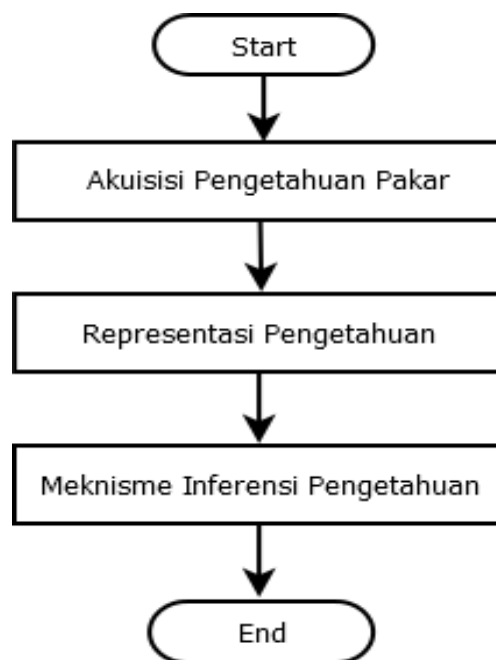 Start
Akuisisi Pengetahuan Pakar
Representasi Pengetahuan
Meknisme Inferensi Pengetahuan
End